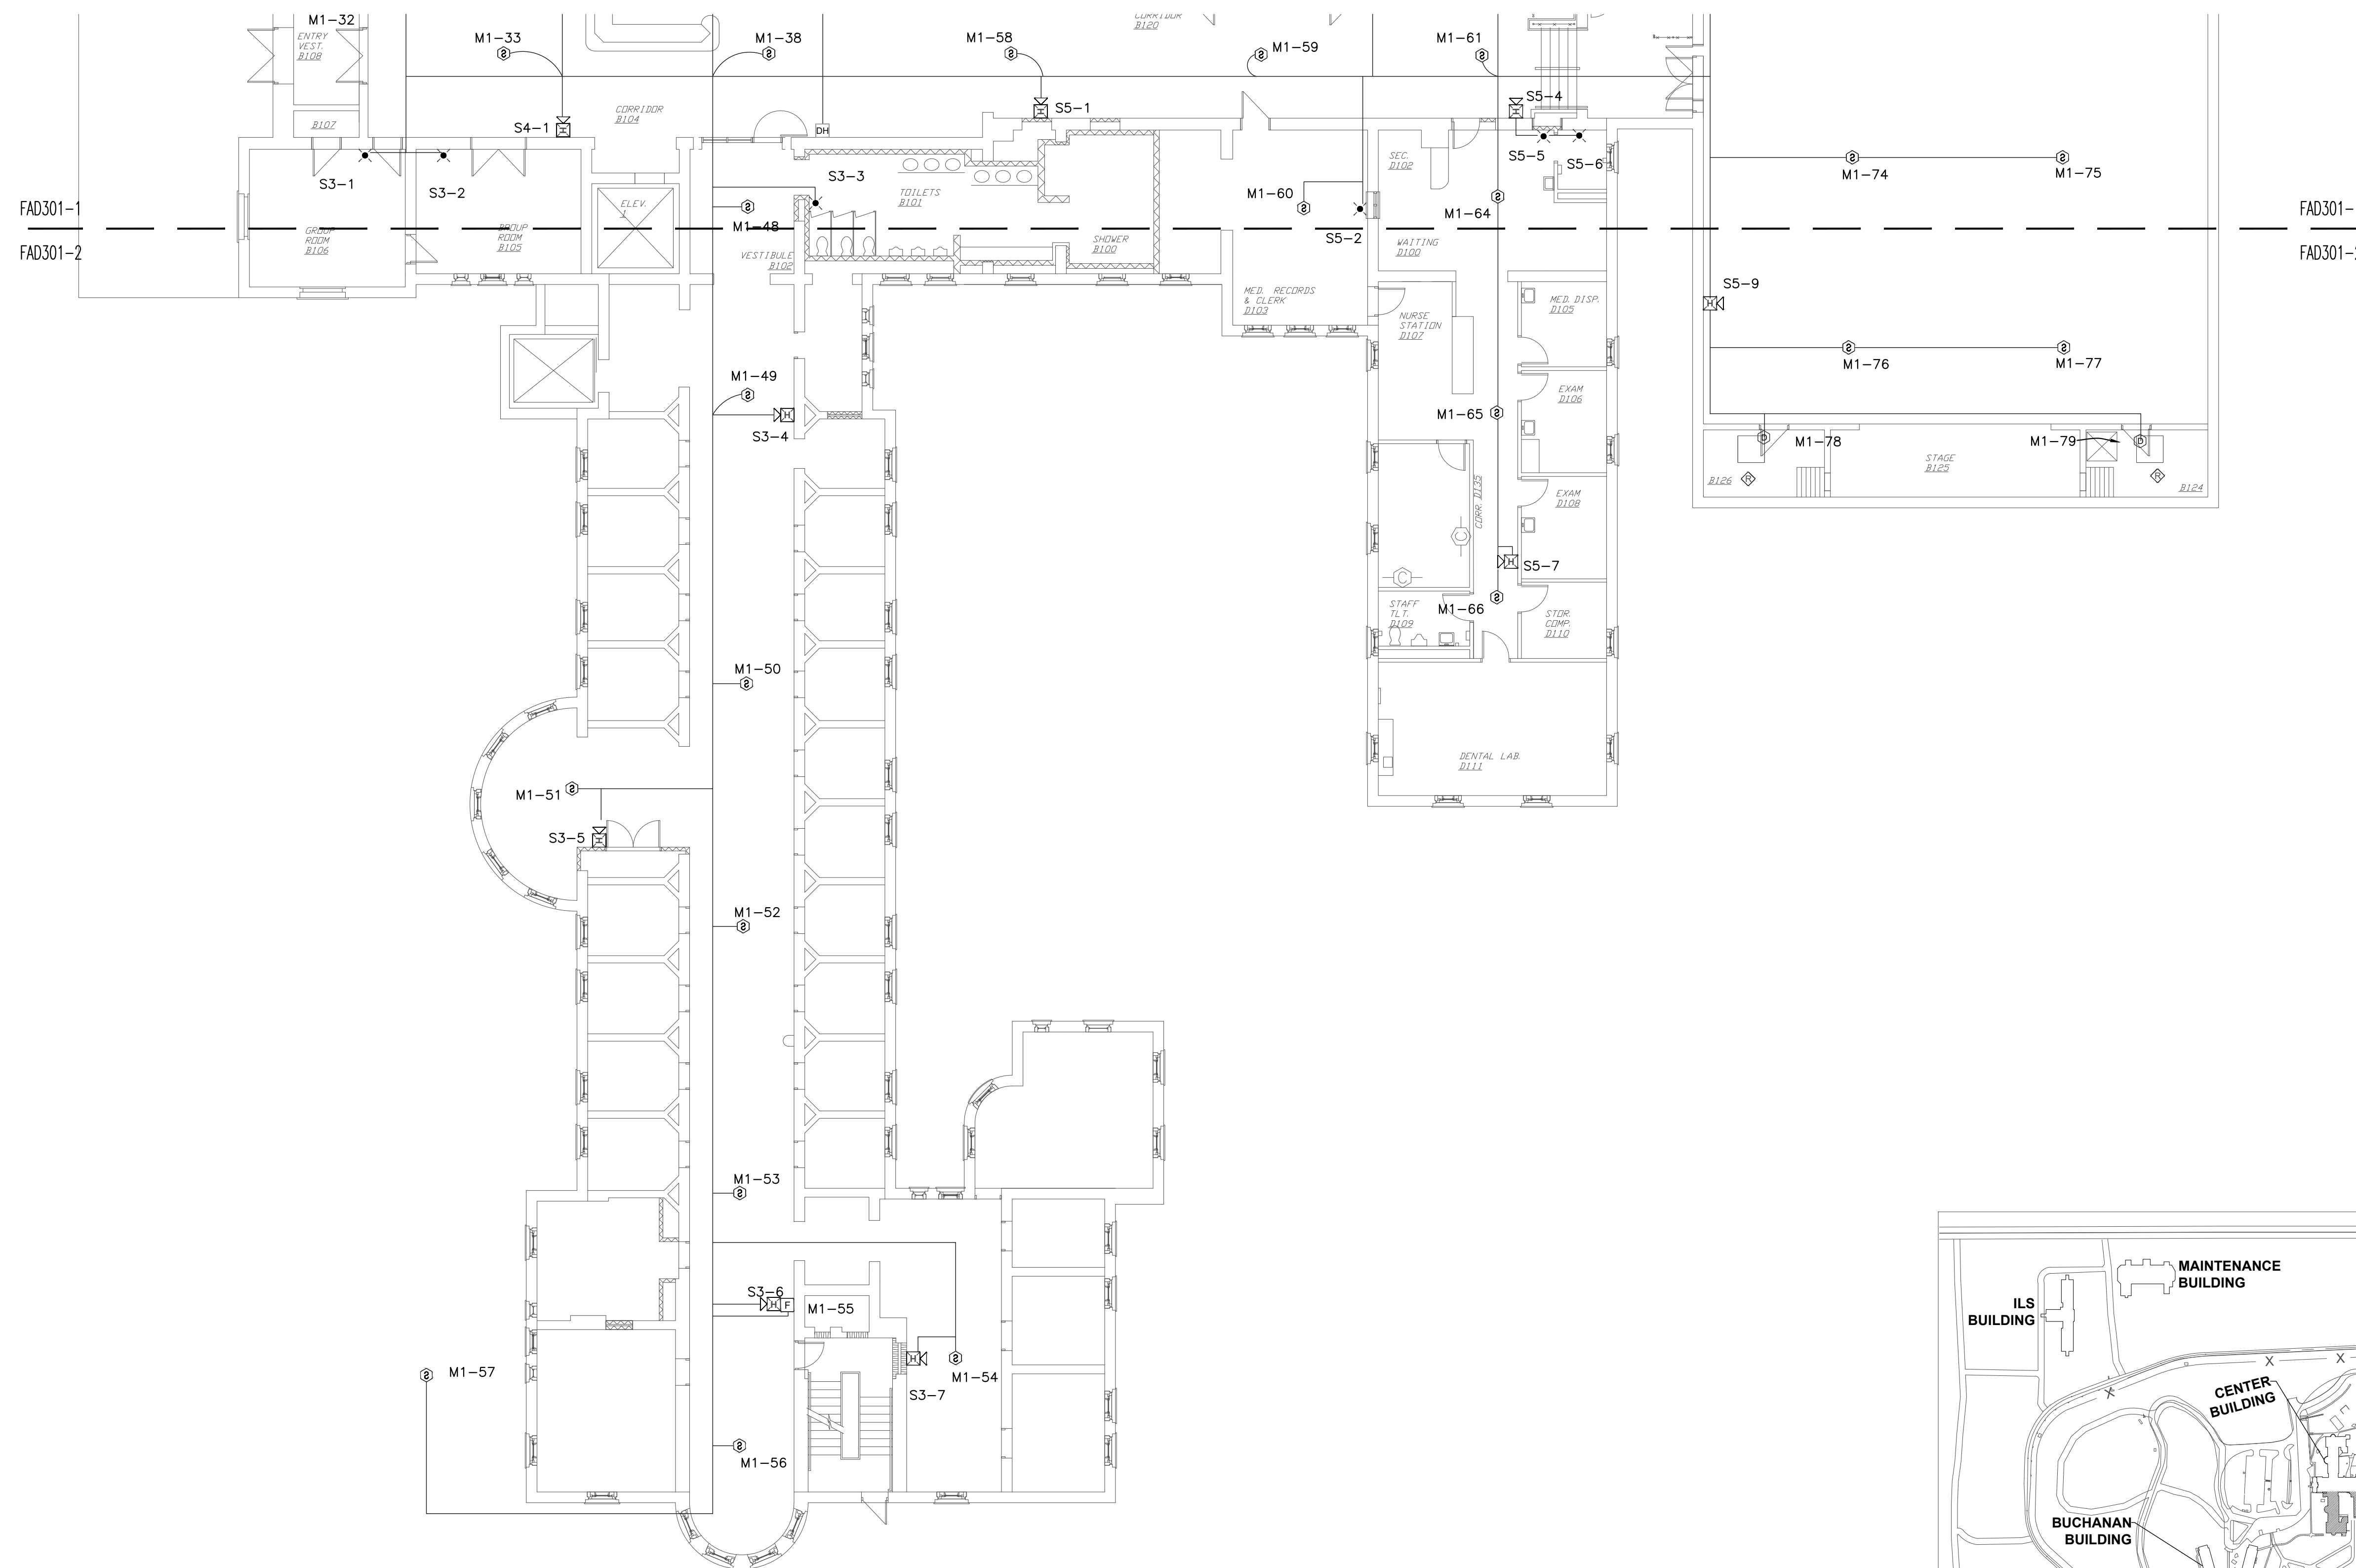 M1-32
ENTRY
VEST.
B108
M1-33
M1-38
M1-58
CORRIDOR
B120
M1-59
M1-61
B107
S4-1
CORRIDOR
B104
DH
S5-1
S5-4
S3-1
S3-2
S3-3
TOILETS
B101
SEC.
D102
S5-5
S5-6
M1-74
M1-75
ELEV.
1
M1-60
M1-64
FAD301-1
FAD301-2
GROUP
ROOM
B106
GROUP
ROOM
B105
M1-48
VESTIBULE
B102
SHOWER
B100
S5-2
WAITING
D100
FAD301-
FAD301-2
S5-9
MED. RECORDS
& CLERK
D103
NURSE
STATION
D107
MED. DISP.
D105
M1-49
H
S3-4
M1-76
M1-77
EXAM
D106
M1-65
M1-78
M1-79
D
D
B126
R
STAGE
B125
R
B124
CORR. D135
EXAM
D108
C
C
H
S5-7
STAFF
TLT.
D109
M1-66
STOR.
COMP.
D110
M1-50
DENTAL LAB.
D111
M1-51
S3-5
M1-52
M1-53
S3-6
H
F
M1-55
M1-57
H
S3-7
M1-54
M1-56
MAINTENANCE
BUILDING
ILS
BUILDING
X
X
X
CENTER
BUILDING
BUCHANAN
BUILDING